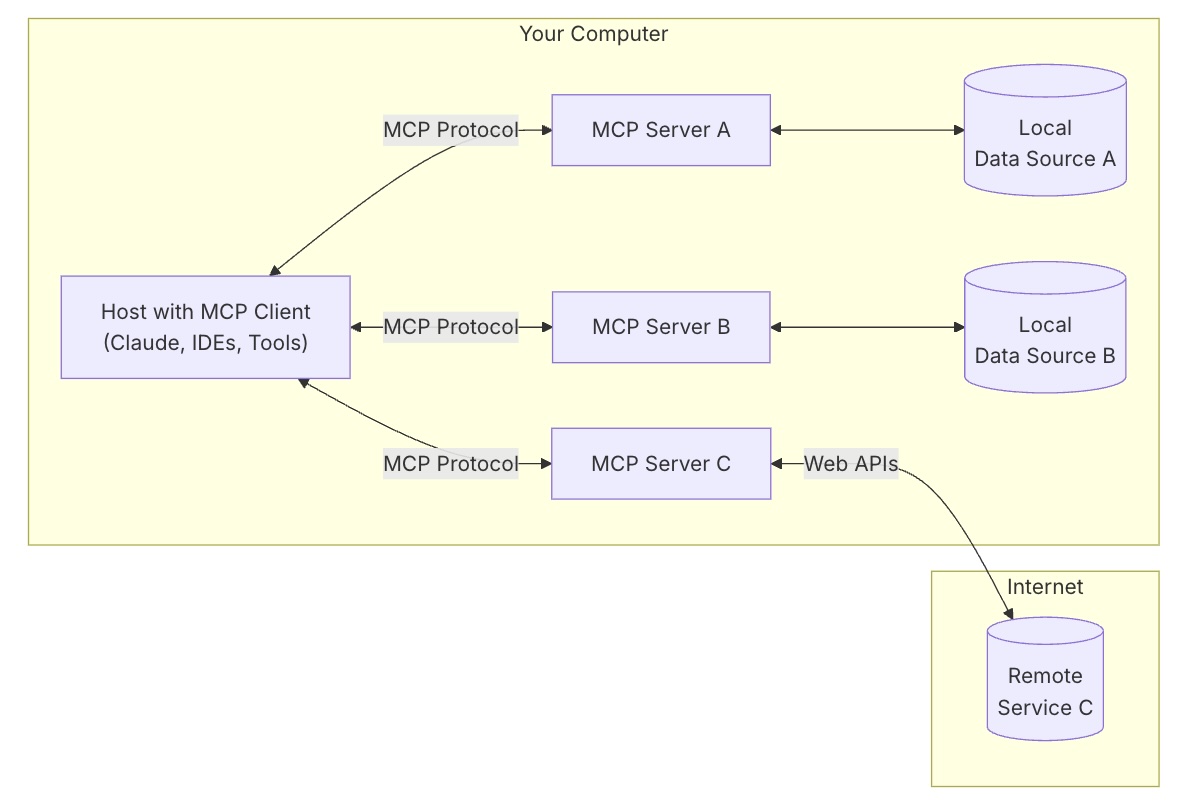 Your Computer
MCP Protocol
MCP Server A
Local
Data Source A
Host with MCP Client
(Claude, IDEs, Tools)
MCP Protocol
MCP Server B
Local
Data Source B
MCP Protocol
MCP Server C
Web APIs
Internet
Remote
Service C